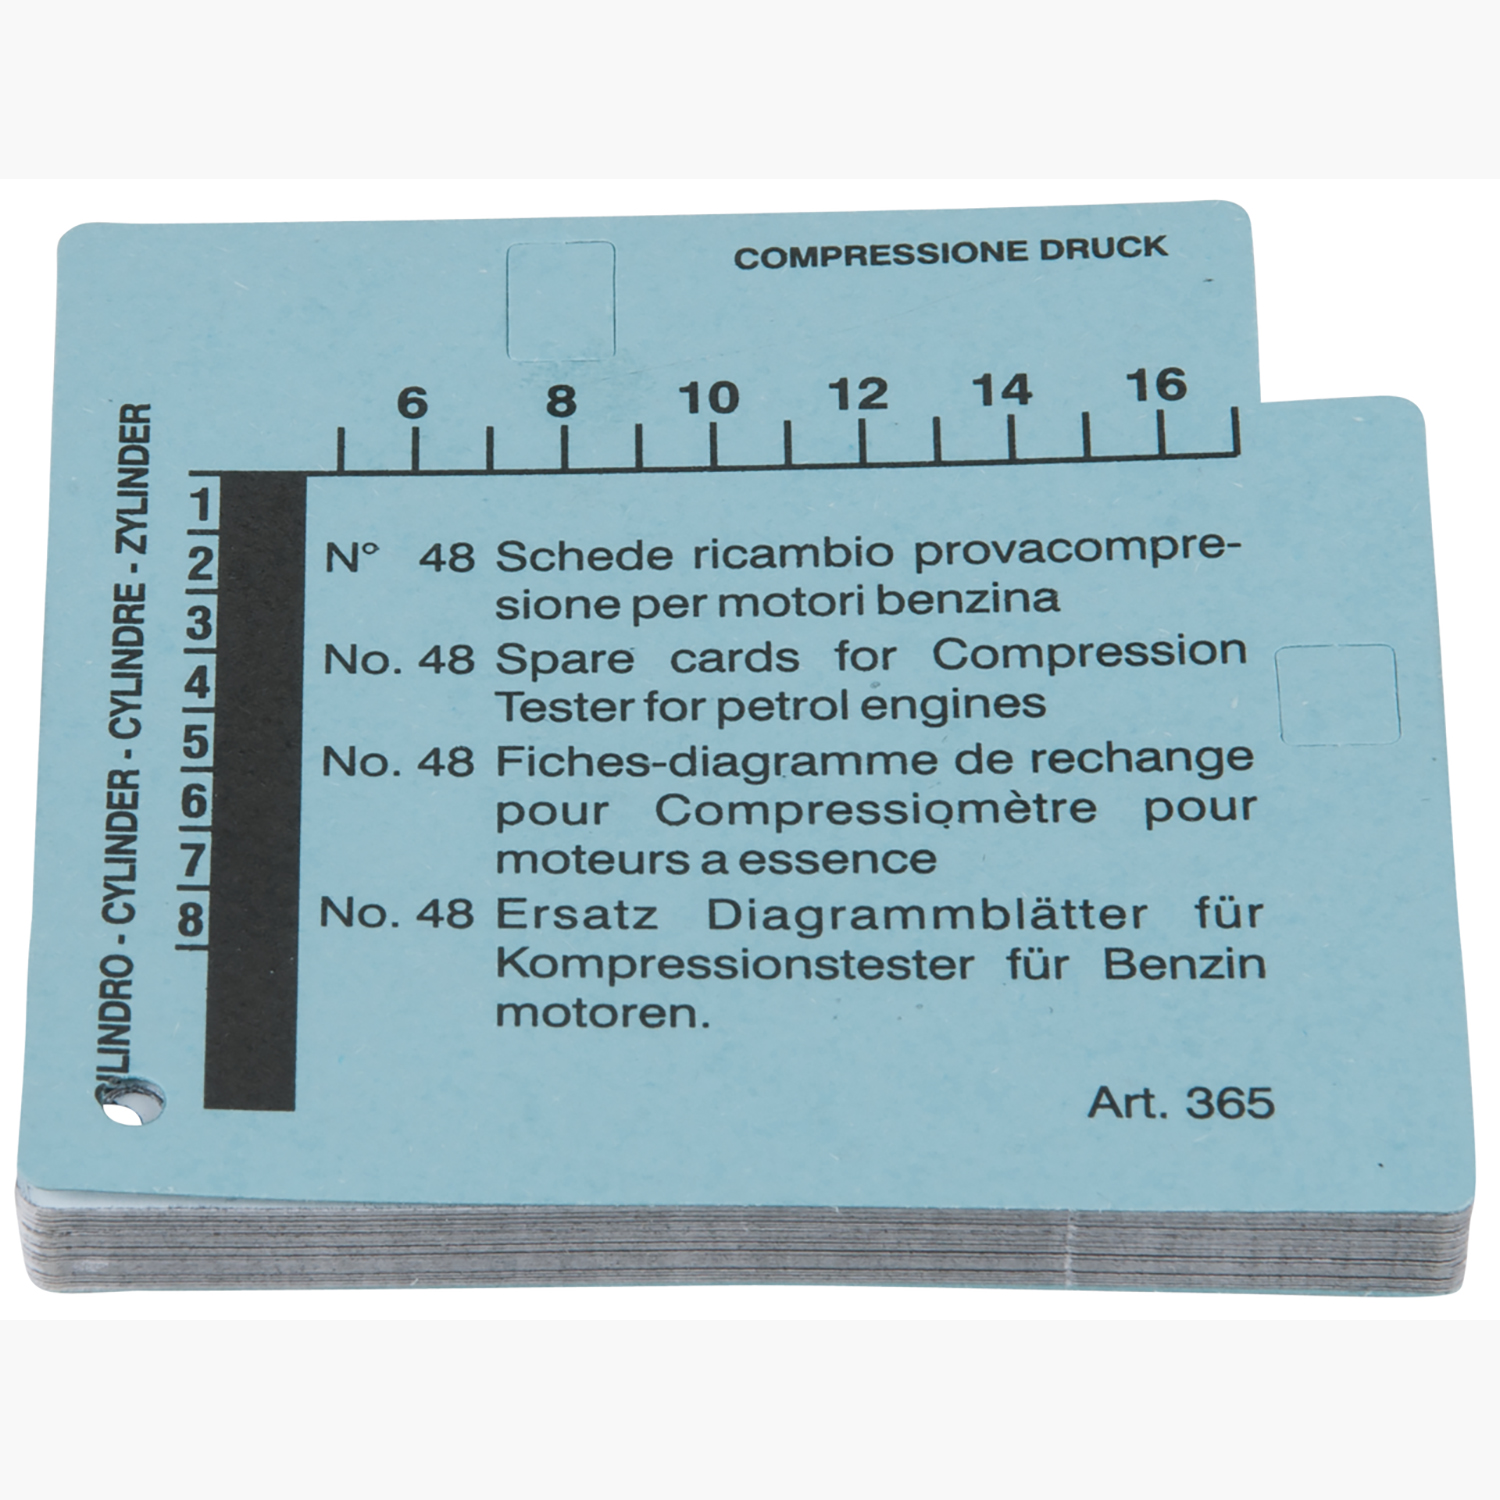 COMPRESSIONE DRUCK
6 8 10 12 14 16
CILINDRO - CYLINDER - CYLINDRE - ZYLINDER
1
2
3
4
5
6
7
8
N° 48 Schede ricambio provacompre-
sione per motori benzina
No. 48 Spare cards for Compression
Tester for petrol engines
No. 48 Fiches-diagramme de rechange
pour Compressiomètre pour
moteurs a essence
No. 48 Ersatz Diagrammblätter für
Kompressionstester für Benzin
motoren.
Art. 365